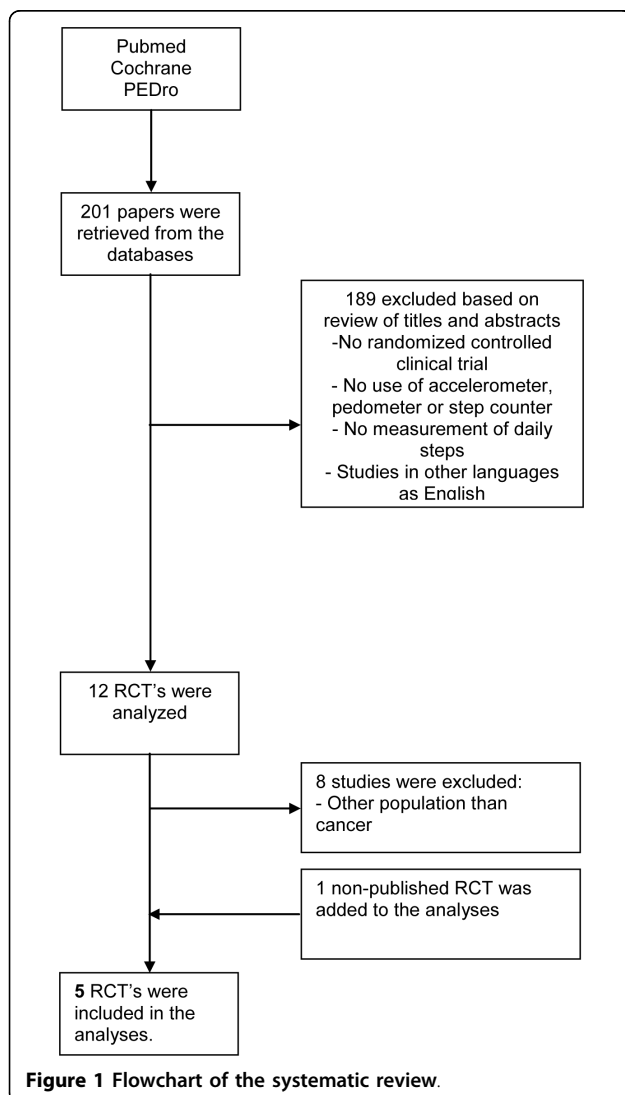 Pubmed
Cochrane
PEDro
201 papers were
retrieved from the
databases
189 excluded based on
review of titles and abstracts
-No randomized controlled
clinical trial
- No use of accelerometer,
pedometer or step counter
- No measurement of daily
steps
- Studies in other languages
as English
12 RCT's were
analyzed
8 studies were excluded:
- Other population than
cancer
1 non-published RCT was
added to the analyses
5 RCT's were
included in the
analyses.
Figure 1 Flowchart of the systematic review.